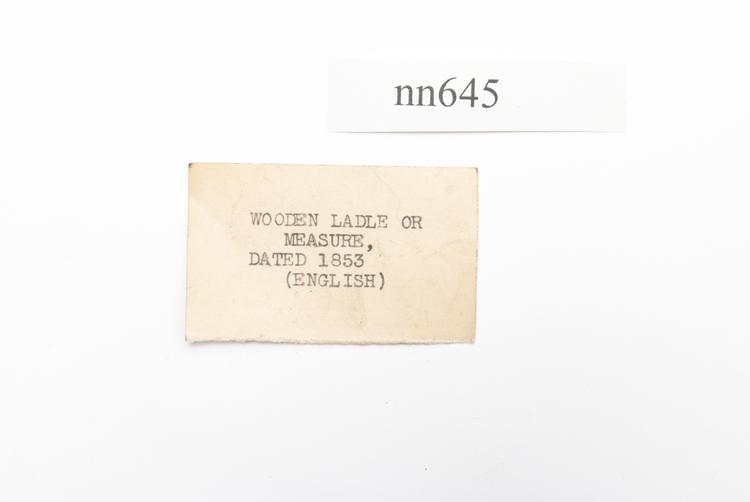 nn645
WOODEN LADLE OR
MEASURE,
DATED 1853
(ENGLISH)